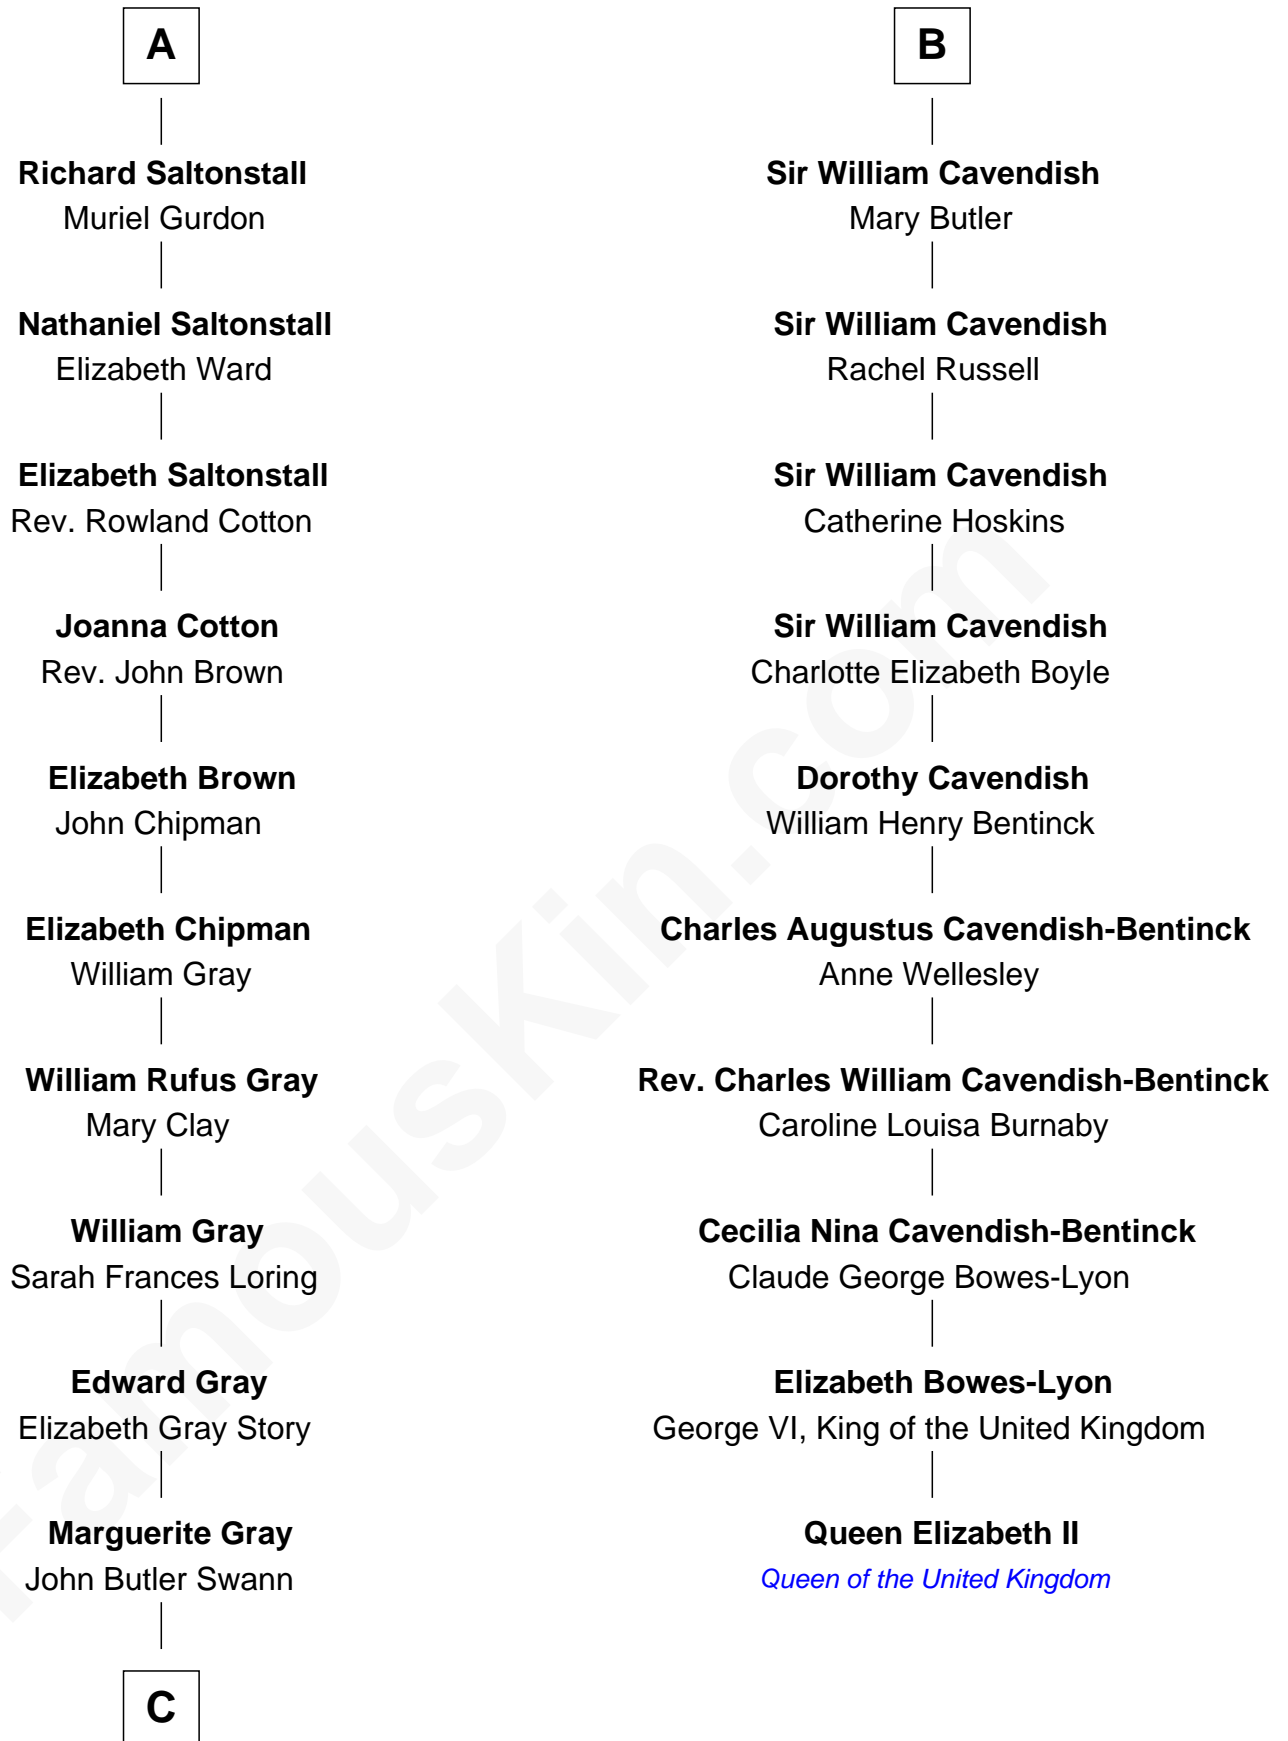 A
Richard Saltonstall
Muriel Gurdon
Nathaniel Saltonstall
Elizabeth Ward
Elizabeth Saltonstall
Rev. Rowland Cotton
Joanna Cotton
Rev. John Brown
Elizabeth Brown
John Chipman
Elizabeth Chipman
William Gray
William Rufus Gray
Mary Clay
William Gray
Sarah Frances Loring
Edward Gray
Elizabeth Gray Story
Marguerite Gray
John Butler Swann
C
B
Sir William Cavendish
Mary Butler
Sir William Cavendish
Rachel Russell
Sir William Cavendish
Catherine Hoskins
Sir William Cavendish
Charlotte Elizabeth Boyle
Dorothy Cavendish
William Henry Bentinck
Charles Augustus Cavendish-Bentinck
Anne Wellesley
Rev. Charles William Cavendish-Bentinck
Caroline Louisa Burnaby
Cecilia Nina Cavendish-Bentinck
Claude George Bowes-Lyon
Elizabeth Bowes-Lyon
George VI, King of the United Kingdom
Queen Elizabeth II
Queen of the United Kingdom
FamousKin.com